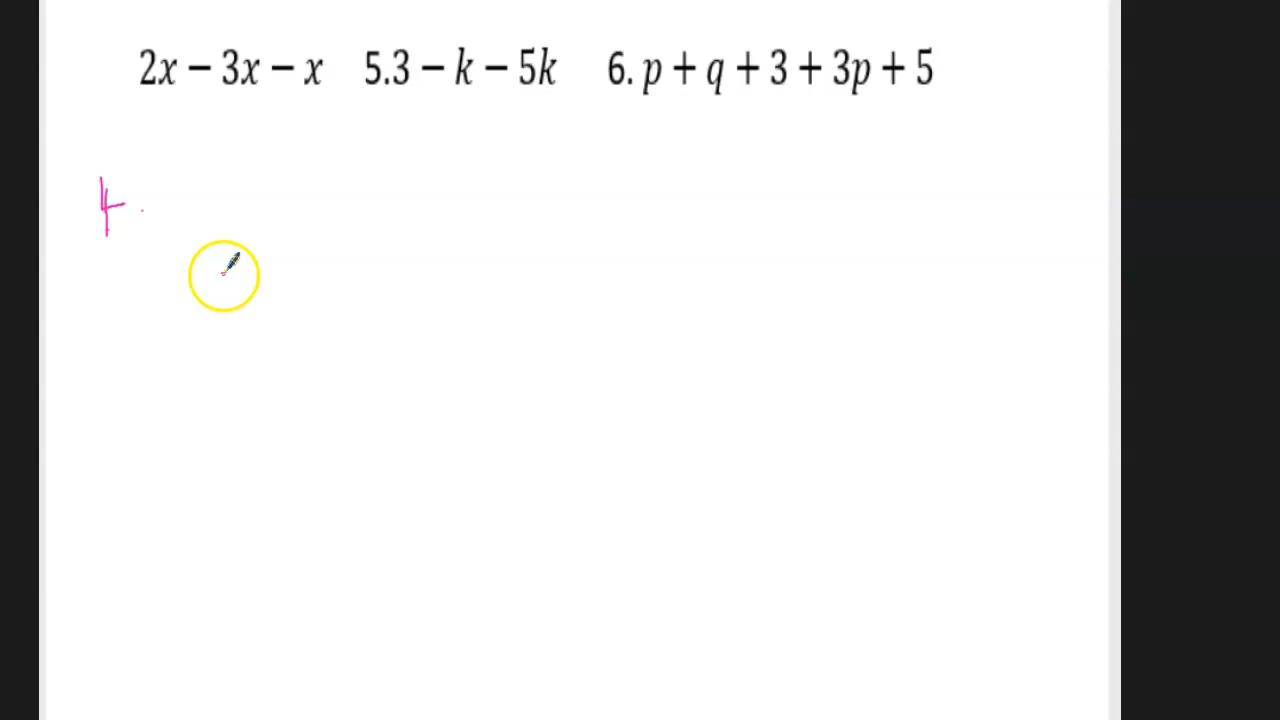 2x − 3x − x 5.3 − k − 5k 6. p + q + 3 + 3p + 5
4.